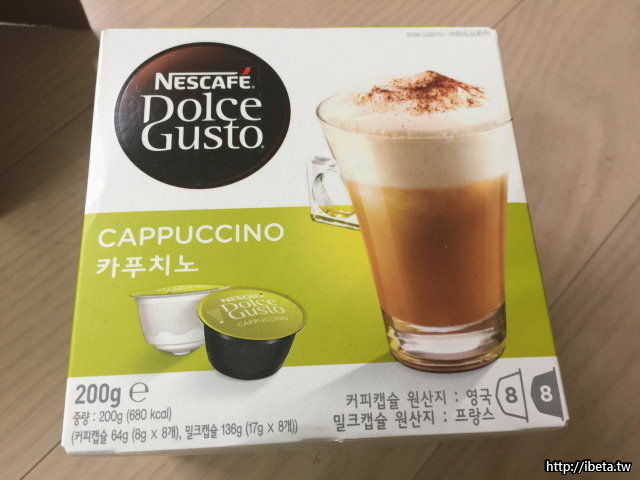 NESCAFÉ
Dolce
Gusto
CAPPUCCINO
카푸치노
NESCAFÉ
Dolce
Gusto
CAPPUCCINO
200g ℮
중량 : 200g (680 kcal)
(커피캡슐 64g (8g x 8개), 밀크캡슐 136g (17g x 8개))
커피캡슐 원산지 : 영국
밀크캡슐 원산지 : 프랑스
8
8
http://ibeta.tw